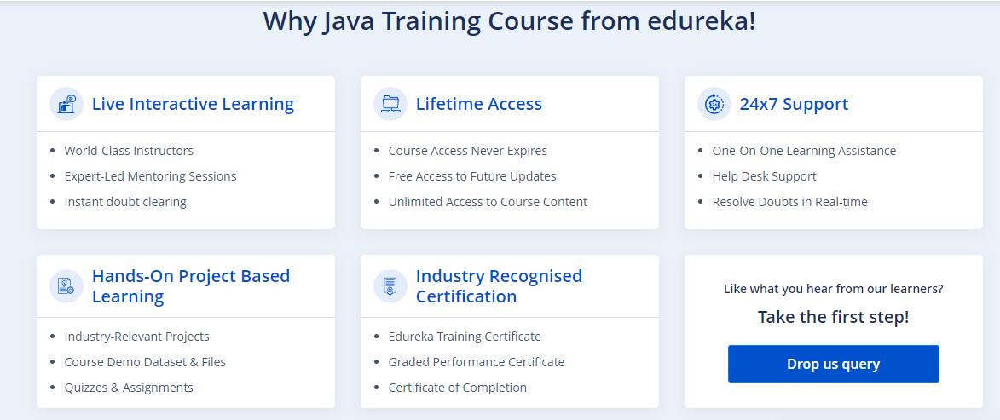 Why Java Training Course from edureka!
Live Interactive Learning
World-Class Instructors
Expert-Led Mentoring Sessions
Instant doubt clearing
Lifetime Access
Course Access Never Expires
Free Access to Future Updates
Unlimited Access to Course Content
24x7 Support
One-On-One Learning Assistance
Help Desk Support
Resolve Doubts in Real-time
Hands-On Project Based
Learning
Industry-Relevant Projects
Course Demo Dataset & Files
Quizzes & Assignments
Industry Recognised
Certification
Edureka Training Certificate
Graded Performance Certificate
Certificate of Completion
Like what you hear from our learners?
Take the first step!
Drop us query